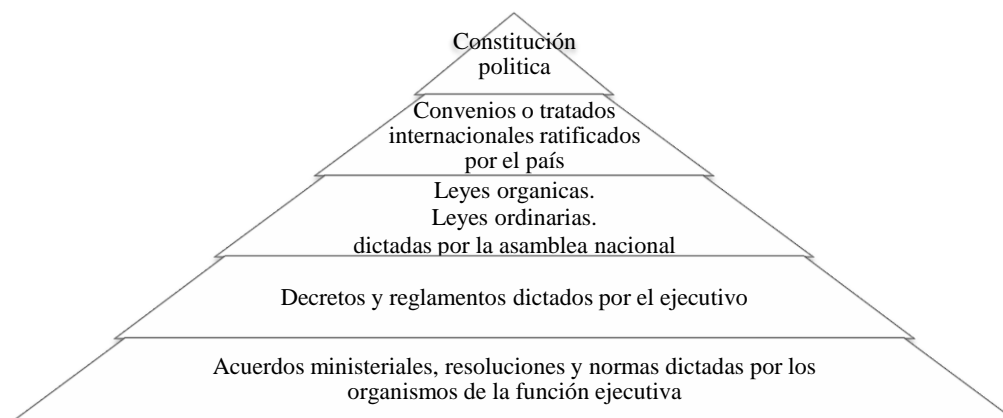 Constitución
politica
Convenios o tratados
internacionales ratificados
por el país
Leyes organicas.
Leyes ordinarias.
dictadas por la asamblea nacional
Decretos y reglamentos dictados por el ejecutivo
Acuerdos ministeriales, resoluciones y normas dictadas por los
organismos de la función ejecutiva